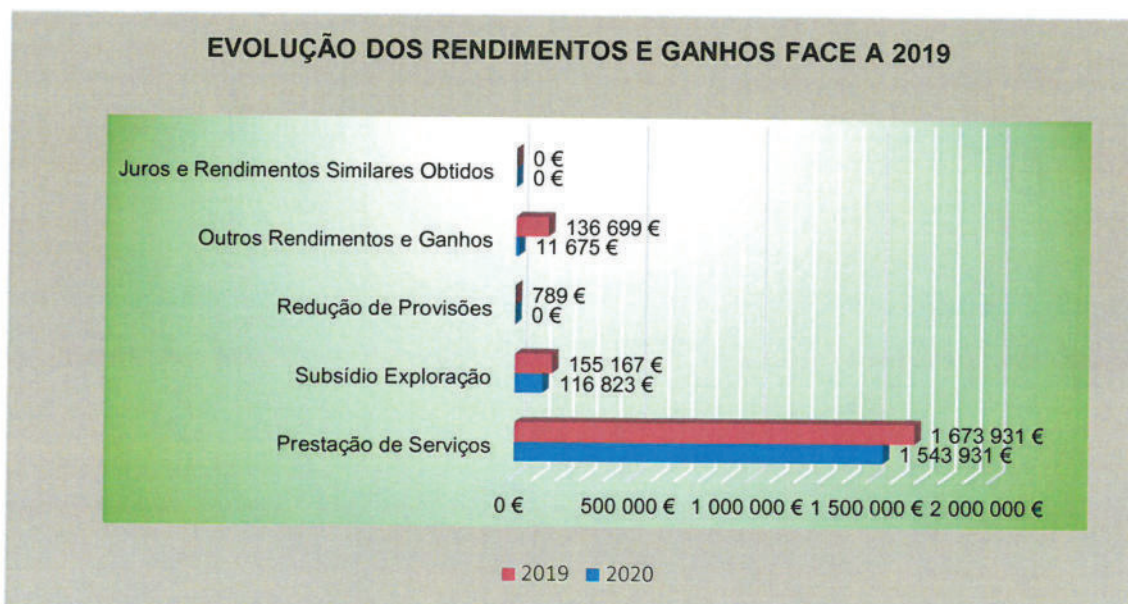 EVOLUÇÃO DOS RENDIMENTOS E GANHOS FACE A 2019
Juros e Rendimentos Similares Obtidos
0 €
0 €
Outros Rendimentos e Ganhos
136 699 €
11 675 €
Redução de Provisões
789 €
0 €
Subsídio Exploração
155 167 €
116 823 €
Prestação de Serviços
1 673 931 €
1 543 931 €
0 € 500 000 € 1 000 000 € 1 500 000 € 2 000 000 €
2019 2020